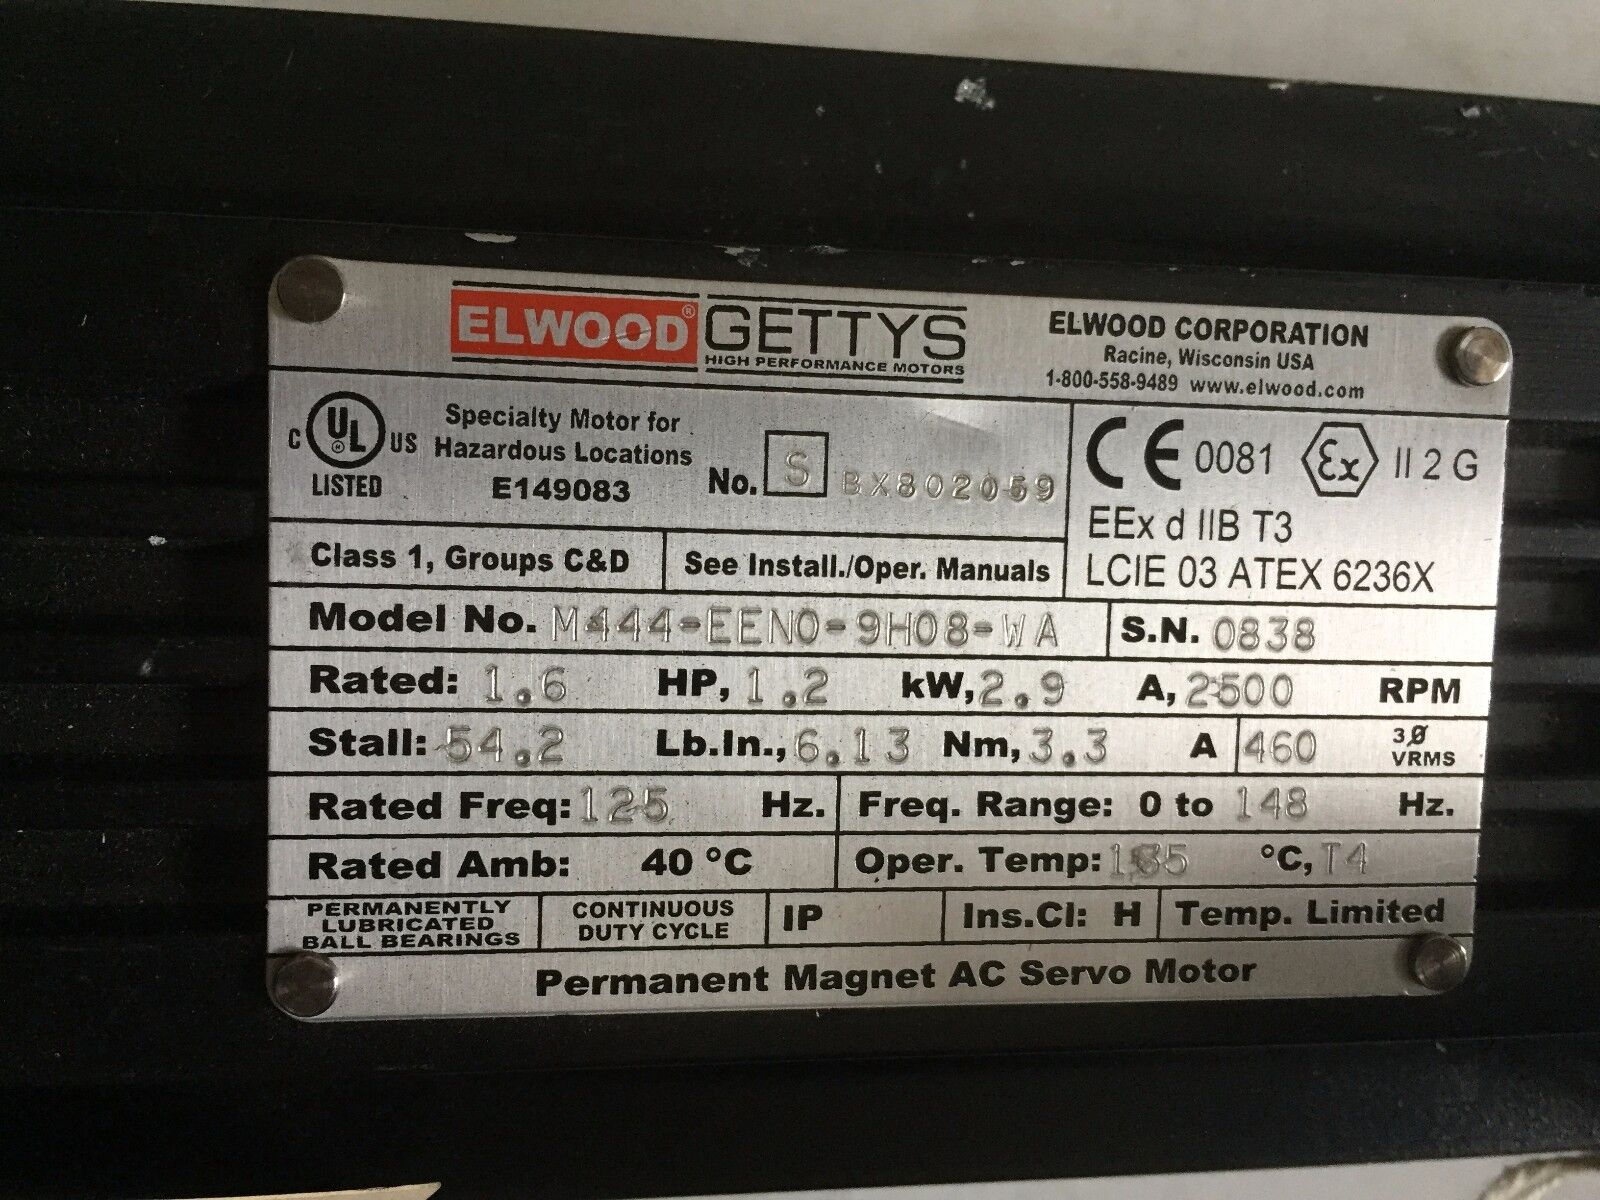 ELWOOD® GETTYS
HIGH PERFORMANCE MOTORS
ELWOOD CORPORATION
Racine, Wisconsin USA
1-800-558-9489 www.elwood.com
C UL US
LISTED
Specialty Motor for
Hazardous Locations
E149083
No. S BX802059
CE 0081 Ex II 2 G
EEx d IIB T3
LCIE 03 ATEX 6236X
Class 1, Groups C&D
See Install./Oper. Manuals
Model No. M444-EEN0-9H08-WA
S.N. 0838
Rated: 1.6 HP, 1.2 kW, 2.9 A, 2500 RPM
Stall: 54.2 Lb.In., 6.13 Nm, 3.3 A 460 3Ø
VRMS
Rated Freq: 125 Hz.
Freq. Range: 0 to 148 Hz.
Rated Amb: 40 °C
Oper. Temp: °C, T4
PERMANENTLY
LUBRICATED
BALL BEARINGS
CONTINUOUS
DUTY CYCLE
IP
Ins.Cl: H
Temp. Limited
Permanent Magnet AC Servo Motor